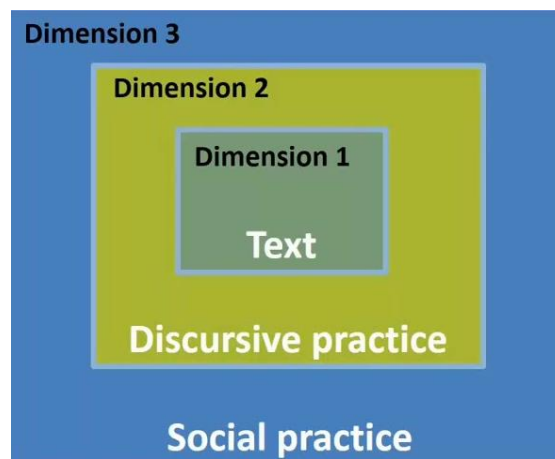 Dimension 3
Dimension 2
Dimension 1
Text
Discursive practice
Social practice